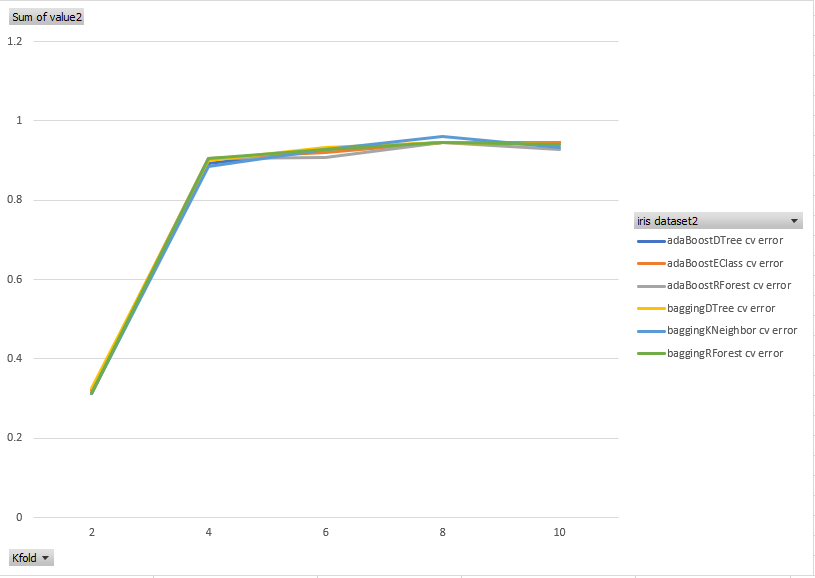 Sum of value2
1.2
1
0.8
0.6
0.4
0.2
0
2 4 6 8 10
Kfold
iris dataset2
adaBoostDTree cv error
adaBoostEClass cv error
adaBoostRForest cv error
baggingDTree cv error
baggingKNeighbor cv error
baggingRForest cv error